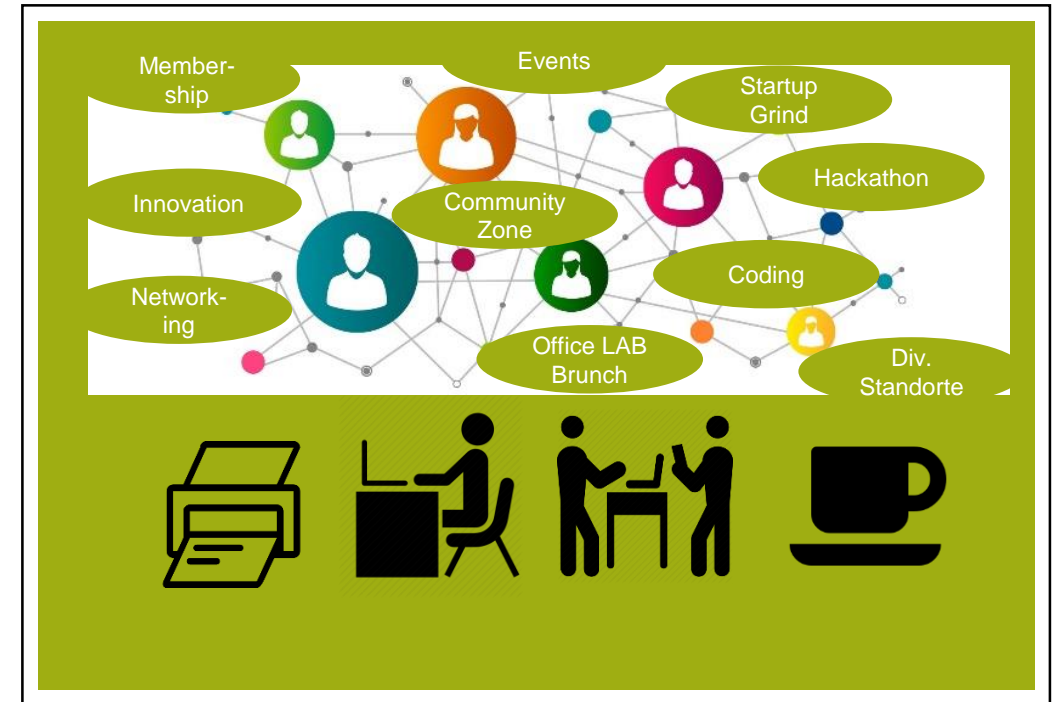 Member-
ship
Events
Startup
Grind
Hackathon
Innovation
Community
Zone
Coding
Network-
ing
Office LAB
Brunch
Div.
Standorte